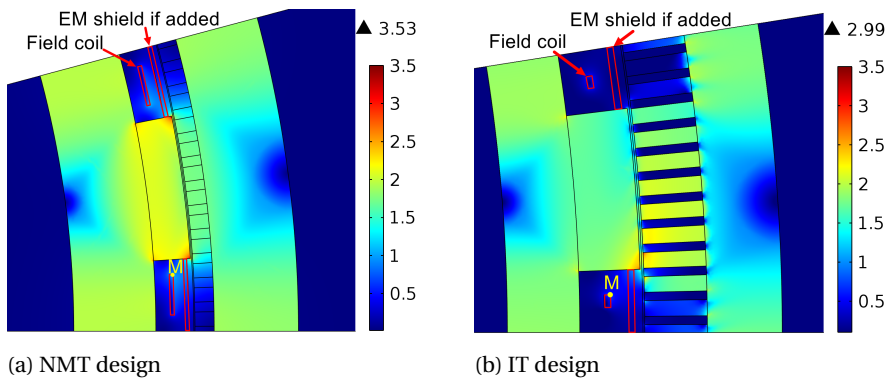 EM shield if added
Field coil
▲ 3.53
3.5
3
2.5
2
1.5
1
0.5
M
(a) NMT design
EM shield if added
Field coil
▲ 2.99
3.5
3
2.5
2
1.5
1
0.5
M
(b) IT design